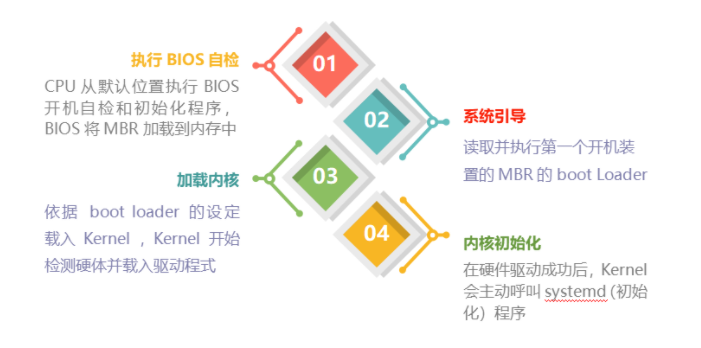 01
执行 BIOS 自检
CPU 从默认位置执行 BIOS
开机自检和初始化程序，
BIOS 将 MBR 加载到内存中
02
系统引导
读取并执行第一个开机装
置的 MBR 的 boot Loader
03
加载内核
依据 boot loader 的设定
载入 Kernel ，Kernel 开始
检测硬体并载入驱动程式
04
内核初始化
在硬件驱动成功后，Kernel
会主动呼叫 systemd (初始
化）程序